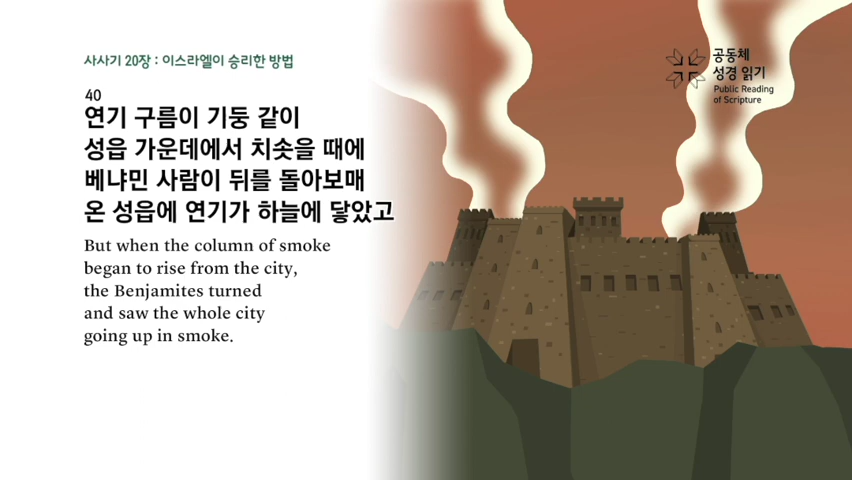 사사기 20장 : 이스라엘이 승리한 방법
40
연기 구름이 기둥 같이
성읍 가운데에서 치솟을 때에
베냐민 사람이 뒤를 돌아보매
온 성읍에 연기가 하늘에 닿았고
But when the column of smoke
began to rise from the city,
the Benjamites turned
and saw the whole city
going up in smoke.
공동체
성경 읽기
Public Reading
of Scripture